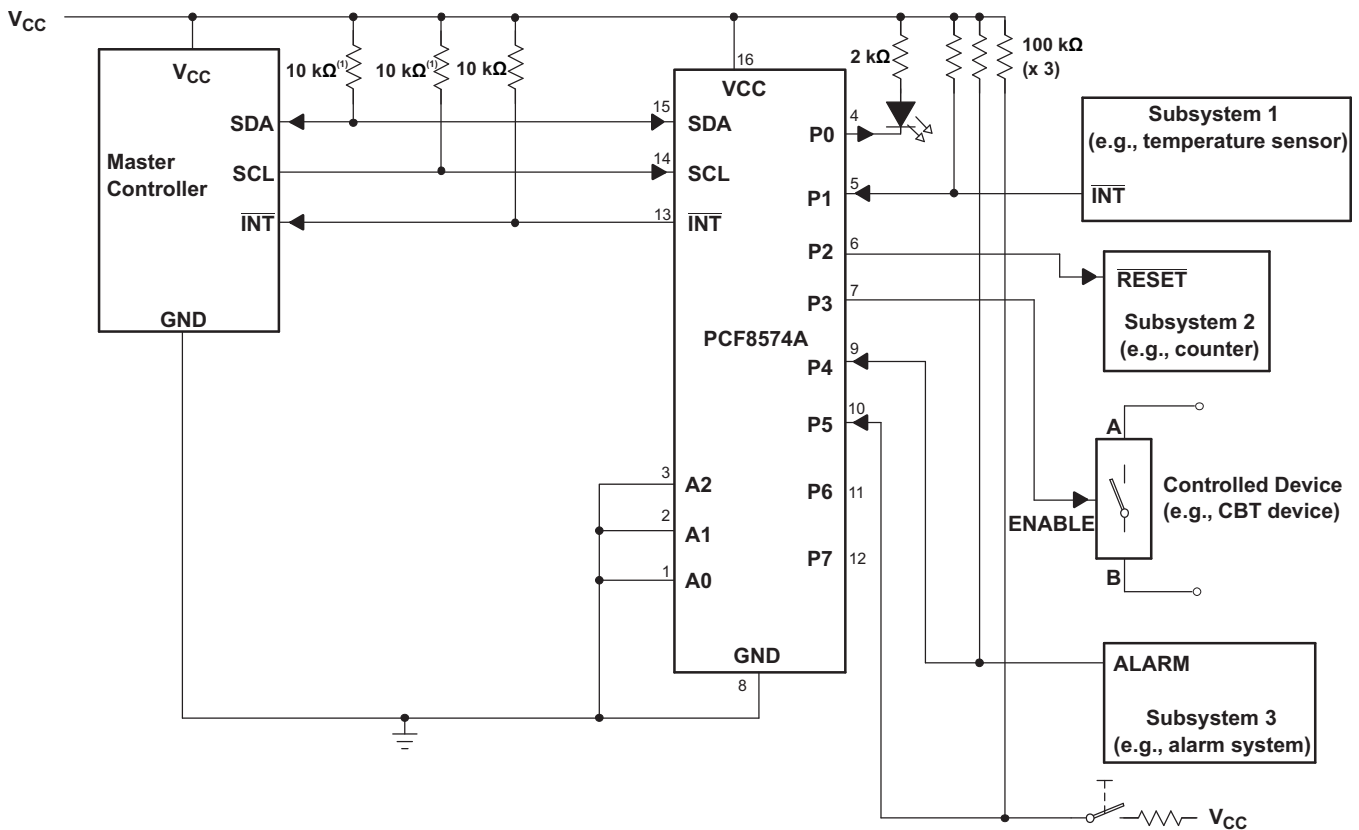 VCC
VCC
10 kΩ(1)
10 kΩ(1)
10 kΩ
16
VCC
2 kΩ
100 kΩ
(x 3)
Master
Controller
SDA
SCL
INT
GND
15
SDA
14
SCL
13
INT
PCF8574A
3
A2
2
A1
1
A0
GND
8
P0
4
P1
5
P2
6
P3
7
P4
9
P5
10
P6
11
P7
12
Subsystem 1
(e.g., temperature sensor)
INT
RESET
Subsystem 2
(e.g., counter)
A
ENABLE
B
Controlled Device
(e.g., CBT device)
ALARM
Subsystem 3
(e.g., alarm system)
VCC